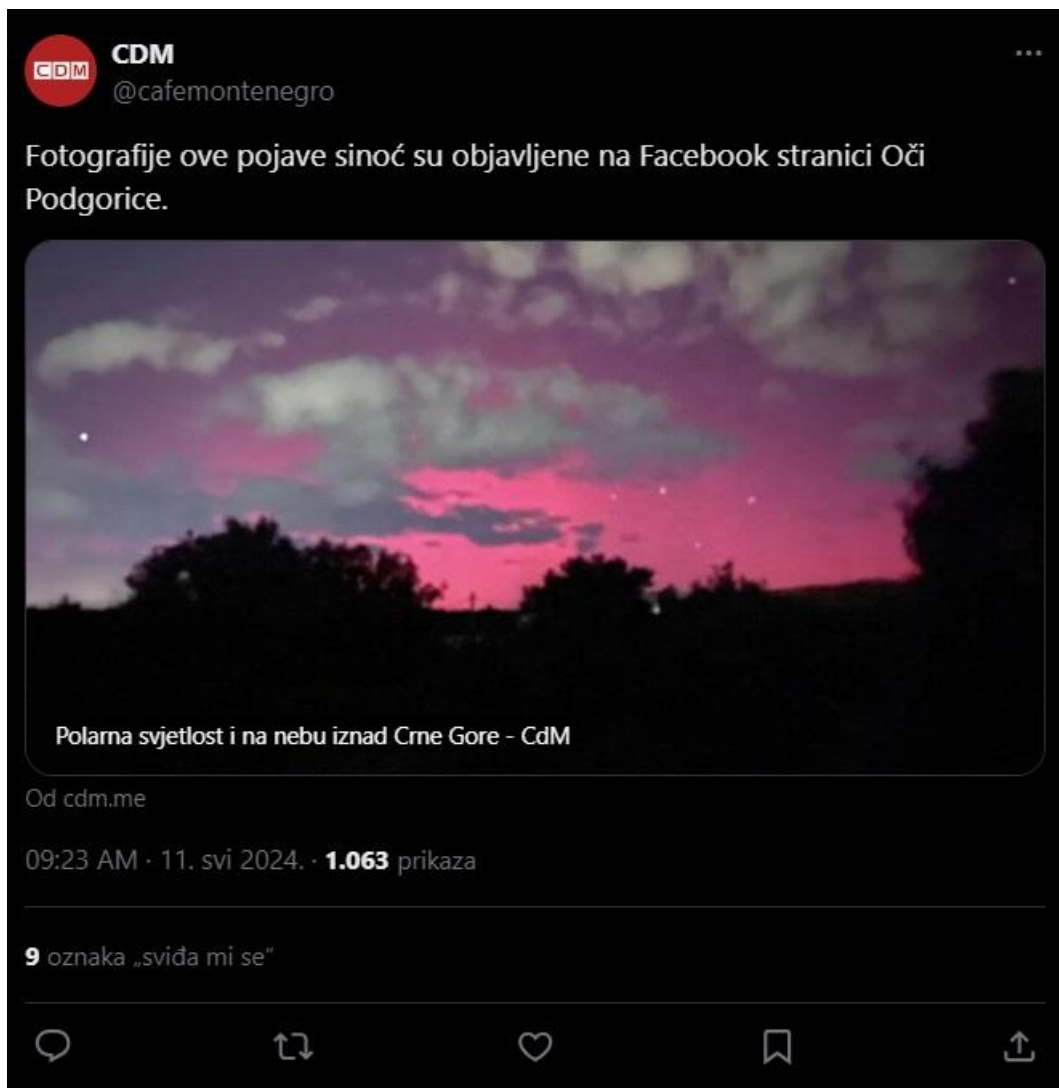 CDM
CDM
@cafemontenegro
Fotografije ove pojave sinoć su objavljene na Facebook stranici Oči
Podgorice.
Polarna svjetlost i na nebu iznad Crne Gore - CdM
Od cdm.me
09:23 AM · 11. svi 2024. · 1.063 prikaza
9 oznaka „sviđa mi se“